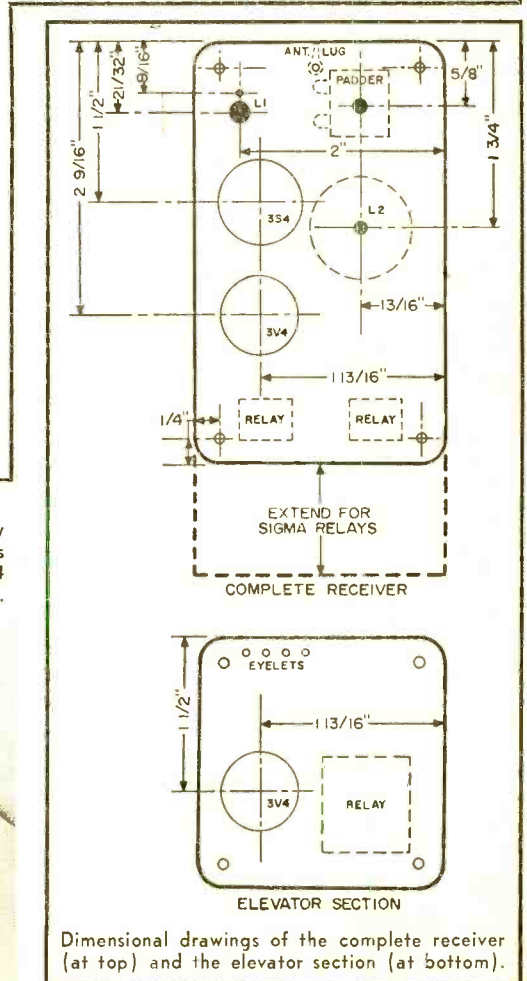 ANT. LUG
PADDER
L1
5/8"
9/16"
21/32"
1 1/2"
2 9/16"
1 3/4"
2"
3S4
L2
13/16"
3V4
1 13/16"
1/4"
RELAY
RELAY
EXTEND FOR
SIGMA RELAYS
COMPLETE RECEIVER
EYELETS
1 1/2"
1 13/16"
3V4
RELAY
ELEVATOR SECTION
Dimensional drawings of the complete receiver
(at top) and the elevator section (at bottom).